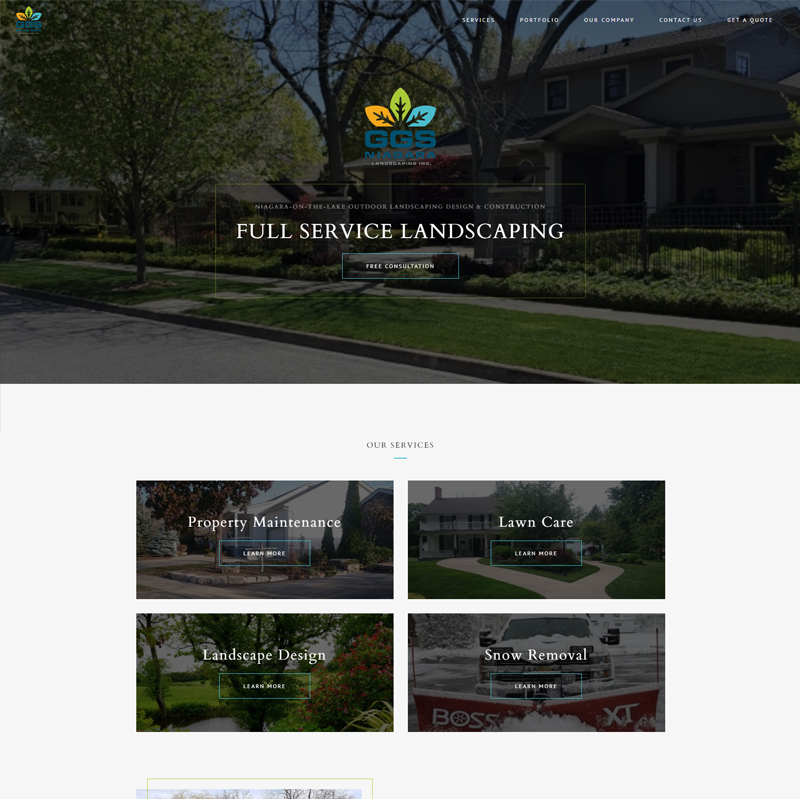 GGS
SERVICES
PORTFOLIO
OUR COMPANY
CONTACT US
GET A QUOTE
GGS
NIAGARA
LANDSCAPING INC.
NIAGARA-ON-THE-LAKE OUTDOOR LANDSCAPING DESIGN & CONSTRUCTION
FULL SERVICE LANDSCAPING
FREE CONSULTATION
OUR SERVICES
Property Maintenance
LEARN MORE
Lawn Care
LEARN MORE
Landscape Design
LEARN MORE
Snow Removal
LEARN MORE
BOSS
XT